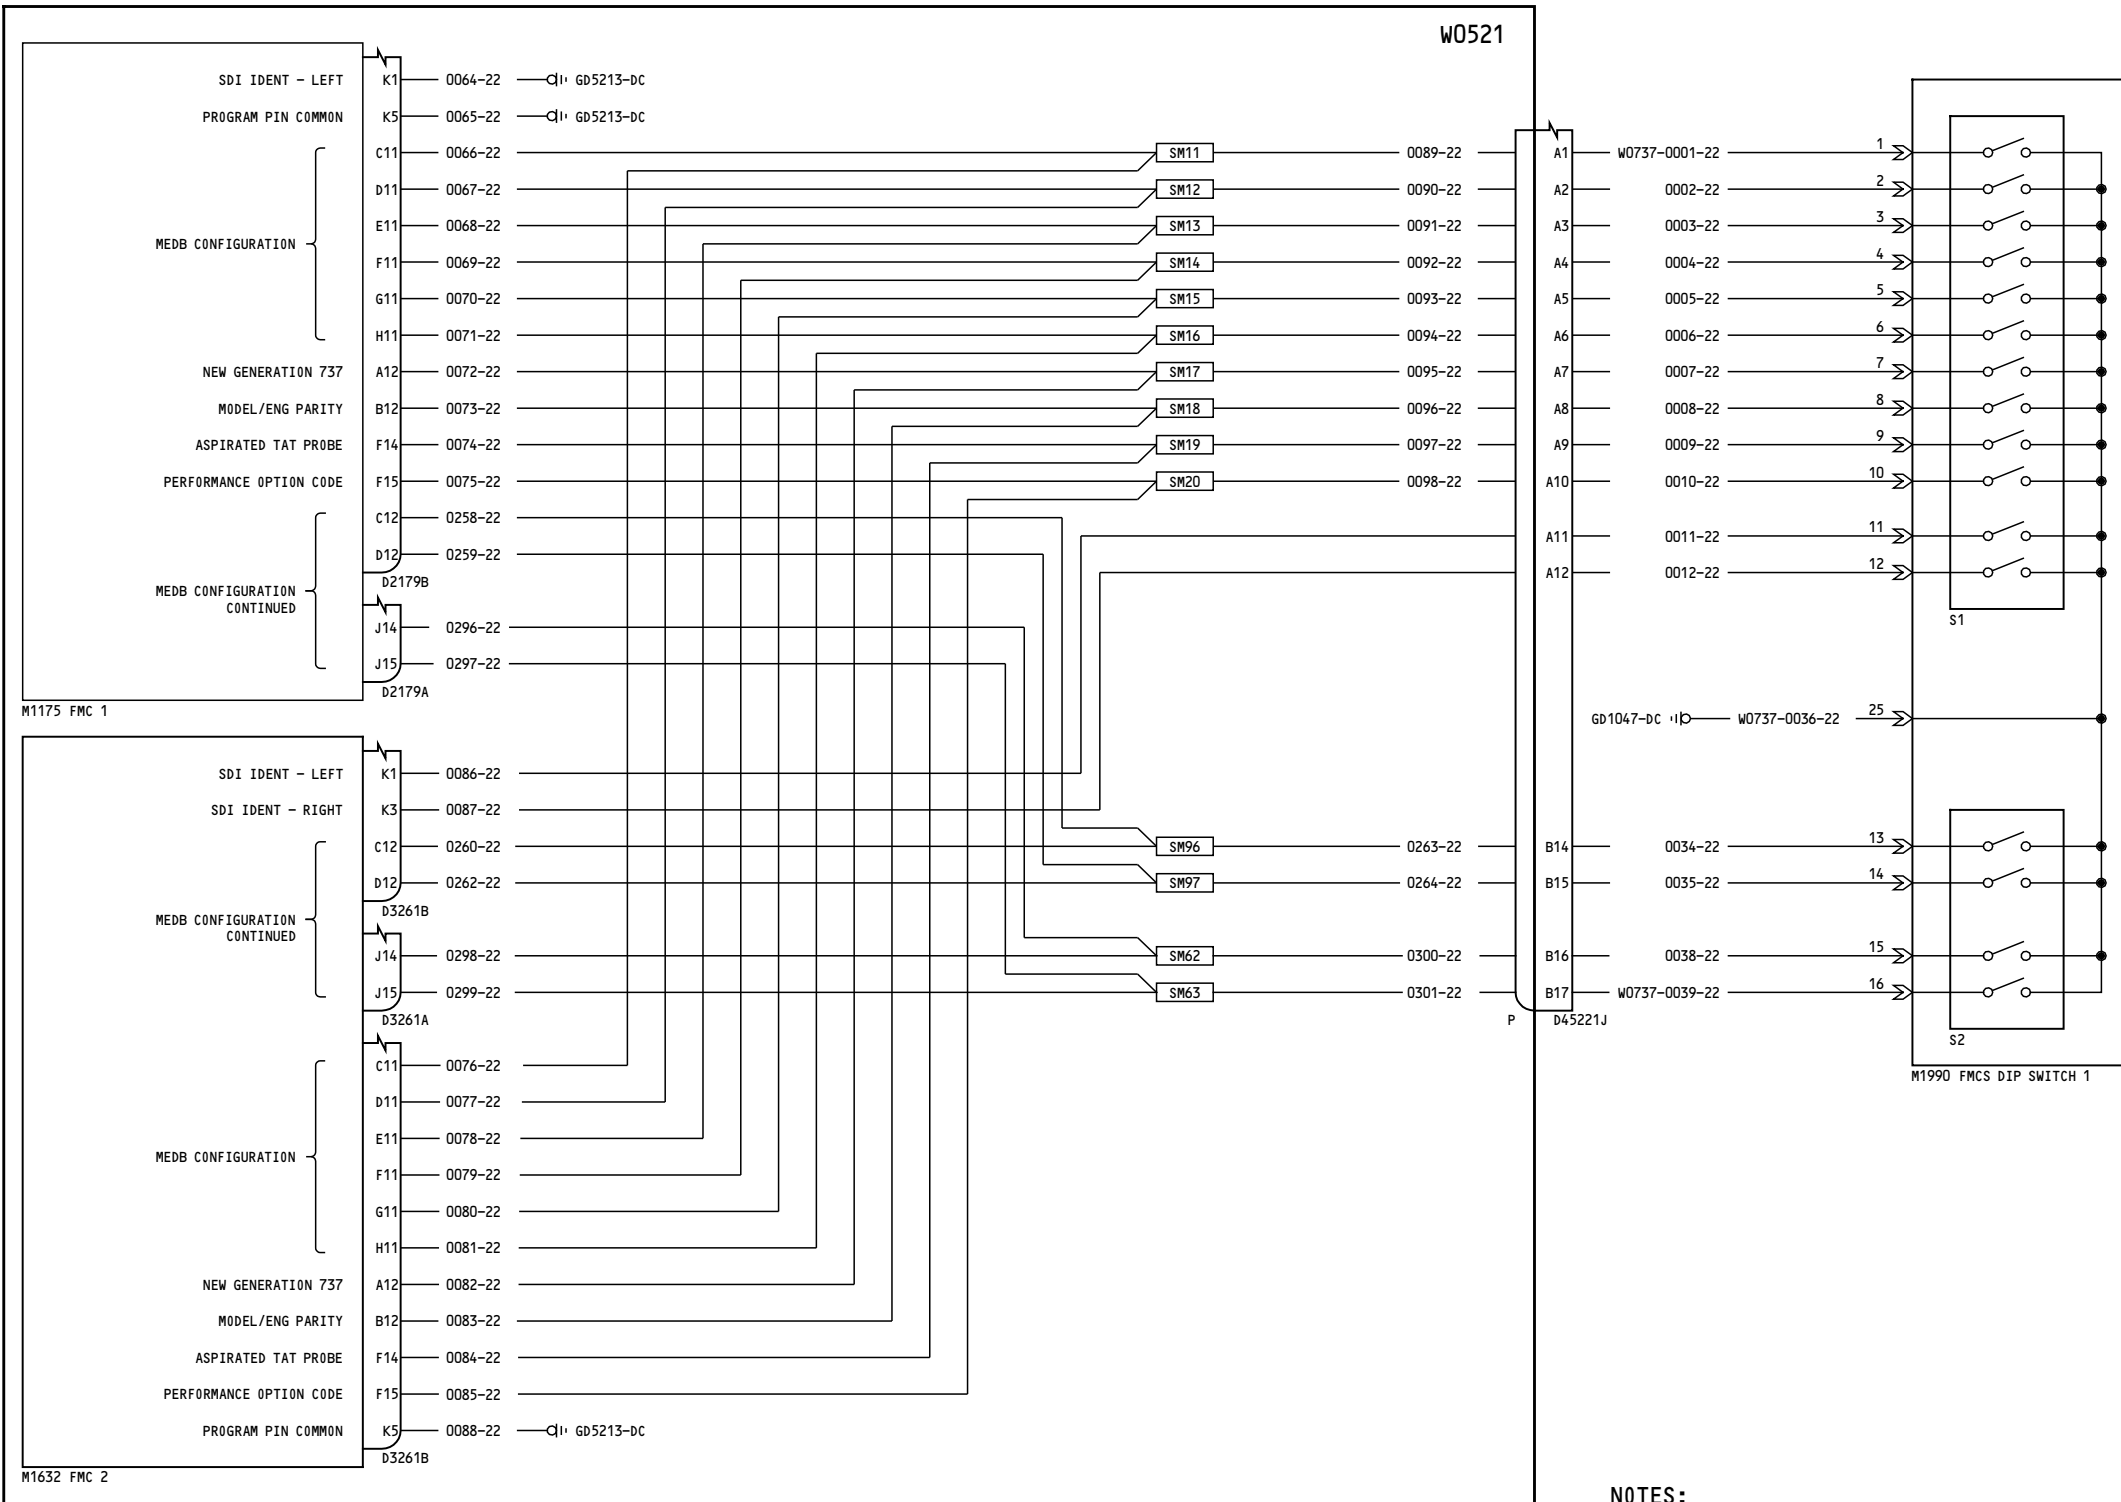 W0521
SDI IDENT – LEFT K1 0064–22 GD5213–DC
PROGRAM PIN COMMON K5 0065–22 GD5213–DC
C11 0066–22 SM11 0089–22 A1 W0737–0001–22 1
D11 0067–22 SM12 0090–22 A2 0002–22 2
E11 0068–22 SM13 0091–22 A3 0003–22 3
MEDB CONFIGURATION
F11 0069–22 SM14 0092–22 A4 0004–22 4
G11 0070–22 SM15 0093–22 A5 0005–22 5
H11 0071–22 SM16 0094–22 A6 0006–22 6
NEW GENERATION 737 A12 0072–22 SM17 0095–22 A7 0007–22 7
MODEL/ENG PARITY B12 0073–22 SM18 0096–22 A8 0008–22 8
ASPIRATED TAT PROBE F14 0074–22 SM19 0097–22 A9 0009–22 9
PERFORMANCE OPTION CODE F15 0075–22 SM20 0098–22 A10 0010–22 10
C12 0258–22
A11 0011–22 11
D12 0259–22
A12 0012–22 12
D2179B
MEDB CONFIGURATION
CONTINUED
S1
J14 0296–22
J15 0297–22
D2179A
M1175 FMC 1
GD1047–DC W0737–0036–22 25
SDI IDENT – LEFT K1 0086–22
SDI IDENT – RIGHT K3 0087–22
C12 0260–22 SM96 0263–22 B14 0034–22 13
D12 0262–22 SM97 0264–22 B15 0035–22 14
D3261B
MEDB CONFIGURATION
CONTINUED
J14 0298–22 SM62 0300–22 B16 0038–22 15
J15 0299–22 SM63 0301–22 B17 W0737–0039–22 16
D3261A P D45221J
S2
C11 0076–22
M1990 FMCS DIP SWITCH 1
D11 0077–22
E11 0078–22
MEDB CONFIGURATION
F11 0079–22
G11 0080–22
H11 0081–22
NEW GENERATION 737 A12 0082–22
MODEL/ENG PARITY B12 0083–22
ASPIRATED TAT PROBE F14 0084–22
PERFORMANCE OPTION CODE F15 0085–22
PROGRAM PIN COMMON K5 0088–22 GD5213–DC
D3261B
M1632 FMC 2
NOTES: